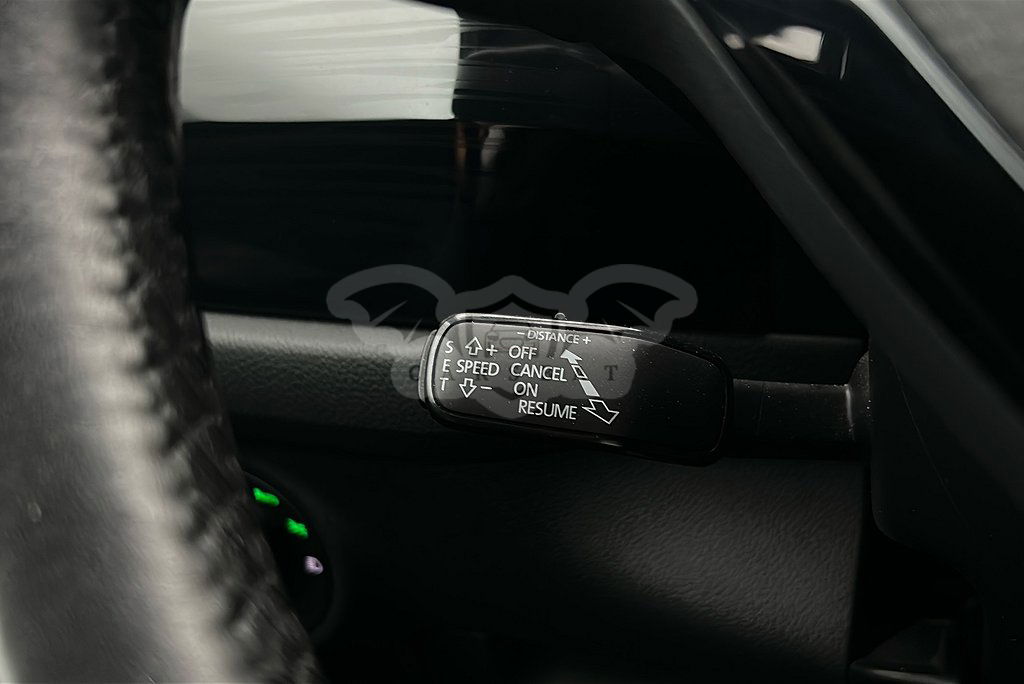 - DISTANCE +
S + OFF
E SPEED CANCEL
T - ON
RESUME